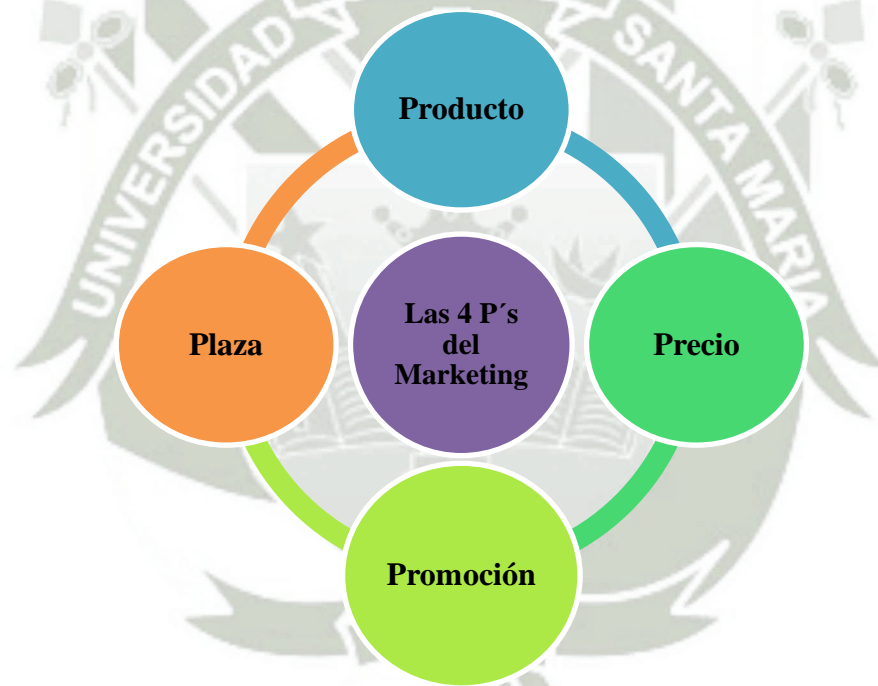 UNIVERSIDAD
SANTA MARIA
Producto
Plaza
Las 4 P´s
del
Marketing
Precio
Promoción